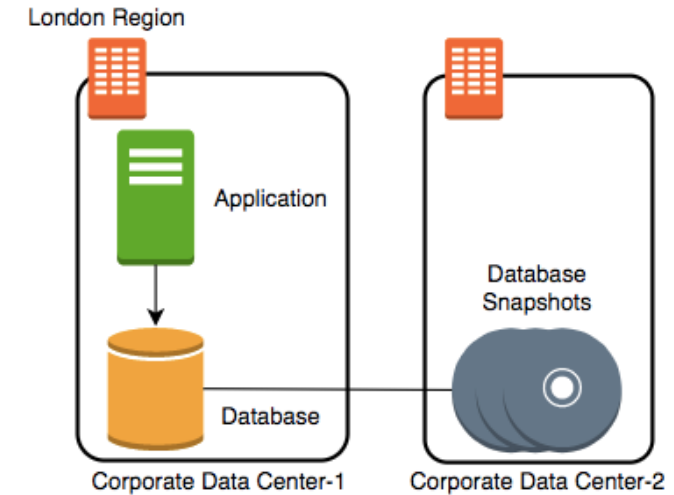 London Region
Application
Database
Snapshots
Database
Corporate Data Center-1
Corporate Data Center-2